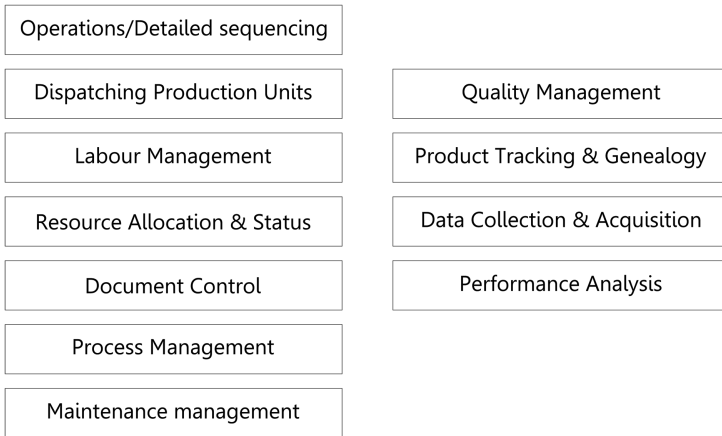 Operations/Detailed sequencing
Dispatching Production Units
Labour Management
Resource Allocation & Status
Document Control
Process Management
Maintenance management
Quality Management
Product Tracking & Genealogy
Data Collection & Acquisition
Performance Analysis